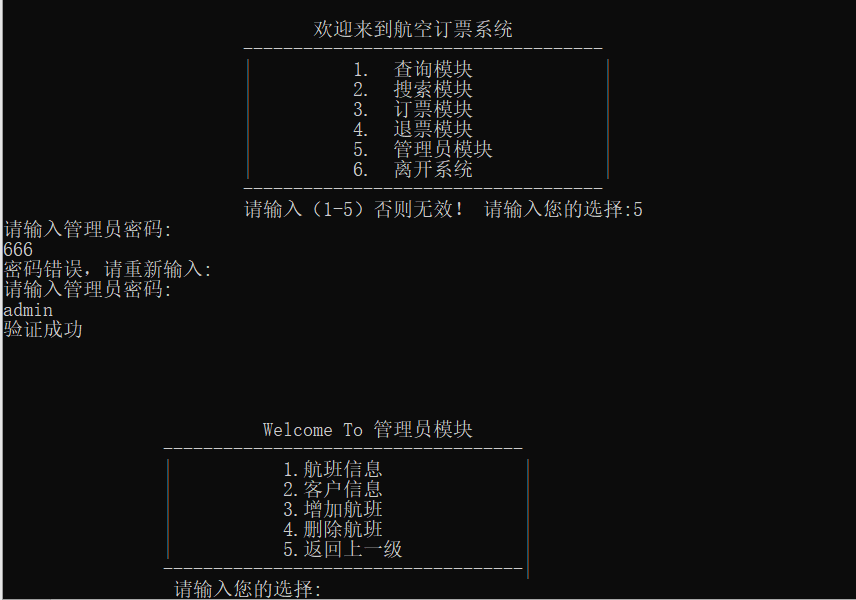 欢迎来到航空订票系统
1. 查询模块
2. 搜索模块
3. 订票模块
4. 退票模块
5. 管理员模块
6. 离开系统
请输入（1-5）否则无效！ 请输入您的选择:5
请输入管理员密码:
666
密码错误，请重新输入:
请输入管理员密码:
admin
验证成功
Welcome To 管理员模块
1.航班信息
2.客户信息
3.增加航班
4.删除航班
5.返回上一级
请输入您的选择: